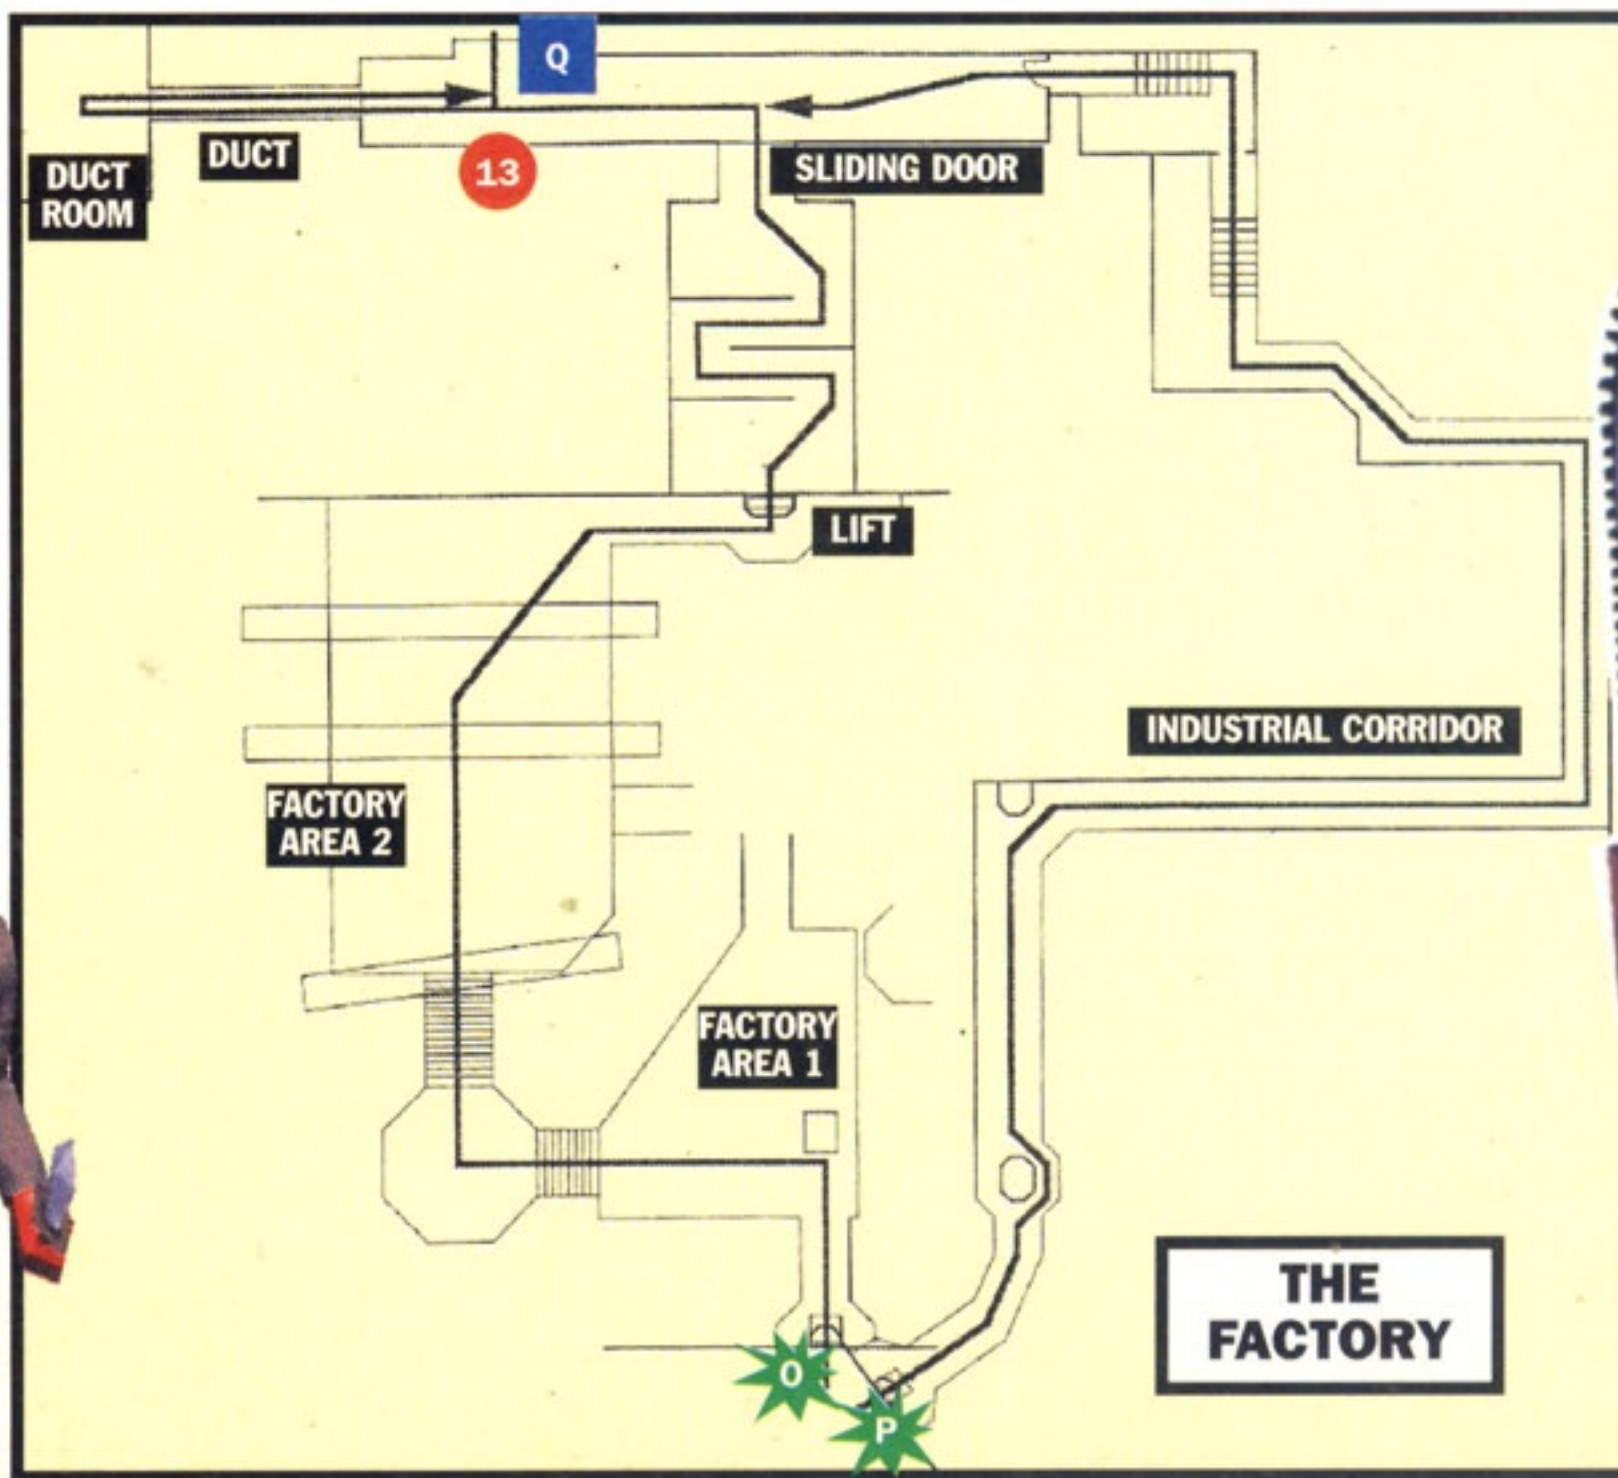 Q
DUCT
DUCT
ROOM
13
SLIDING DOOR
LIFT
INDUSTRIAL CORRIDOR
FACTORY
AREA 2
FACTORY
AREA 1
THE
FACTORY
O
P